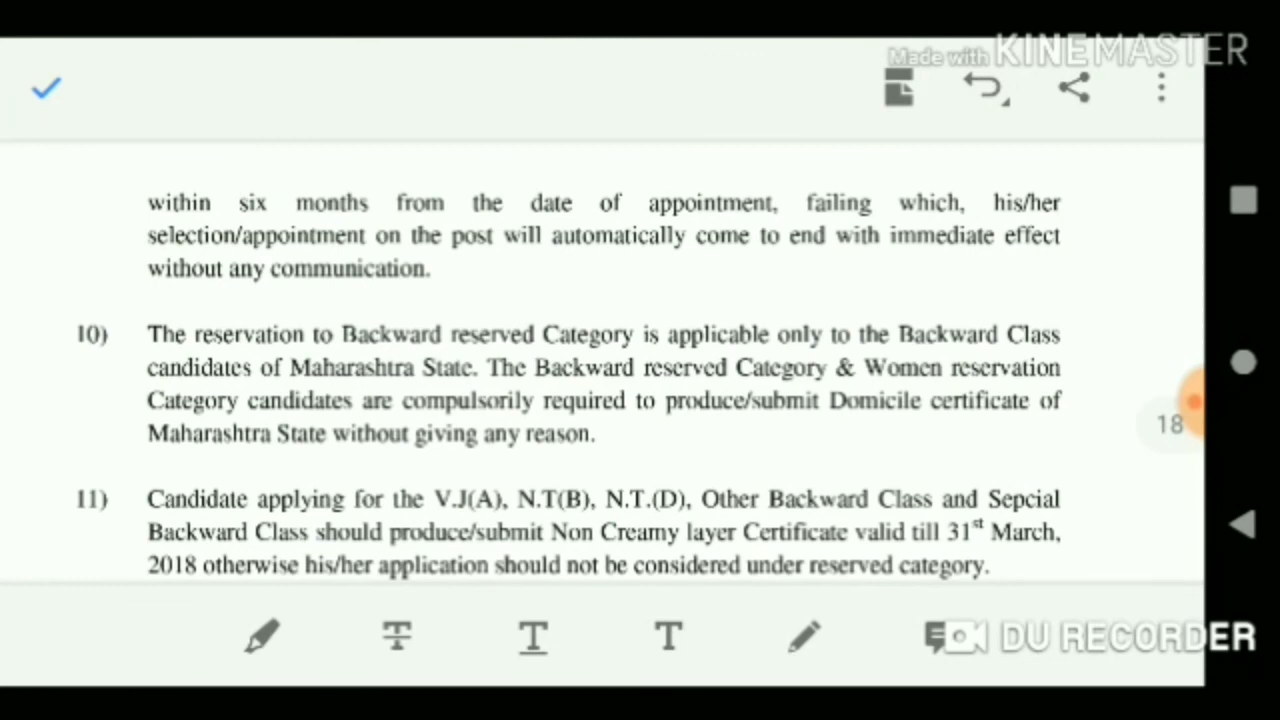 Made with KINEMASTER
within six months from the date of appointment, failing which, his/her
selection/appointment on the post will automatically come to end with immediate effect
without any communication.
10) The reservation to Backward reserved Category is applicable only to the Backward Class
candidates of Maharashtra State. The Backward reserved Category & Women reservation
Category candidates are compulsorily required to produce/submit Domicile certificate of
Maharashtra State without giving any reason.
18
11) Candidate applying for the V.J(A), N.T(B), N.T.(D), Other Backward Class and Sepcial
Backward Class should produce/submit Non Creamy layer Certificate valid till 31st March,
2018 otherwise his/her application should not be considered under reserved category.
T T T
DU RECORDER